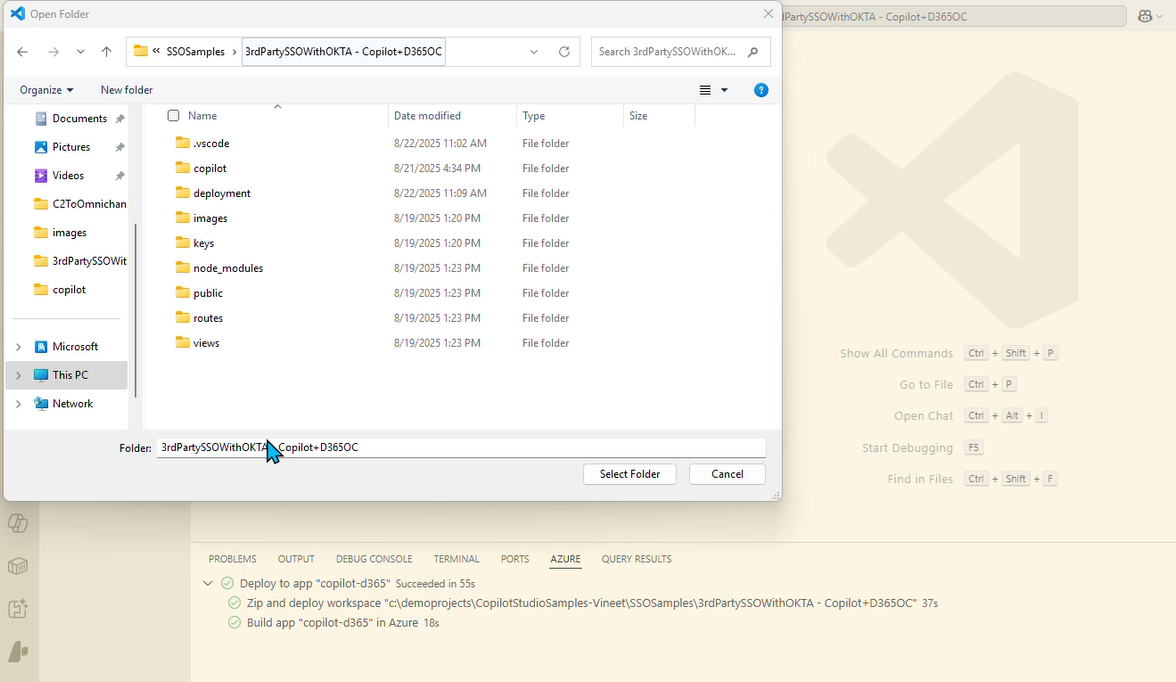 Open Folder
rdPartySSOWithOKTA - Copilot+D365OC
« SSOSamples › 3rdPartySSOWithOKTA - Copilot+D365OC
Search 3rdPartySSOWithOK...
Organize
New folder
Documents
Pictures
Videos
C2ToOmnichan
images
3rdPartySSOWit
copilot
Microsoft
This PC
Network
Name Date modified Type Size
.vscode 8/22/2025 11:02 AM File folder
copilot 8/21/2025 4:34 PM File folder
deployment 8/22/2025 11:09 AM File folder
images 8/19/2025 1:20 PM File folder
keys 8/19/2025 1:20 PM File folder
node_modules 8/19/2025 1:23 PM File folder
public 8/19/2025 1:23 PM File folder
routes 8/19/2025 1:23 PM File folder
views 8/19/2025 1:23 PM File folder
Folder: 3rdPartySSOWithOKTA - Copilot+D365OC
Select Folder
Cancel
Show All Commands Ctrl + Shift + P
Go to File Ctrl + P
Open Chat Ctrl + Alt + I
Start Debugging F5
Find in Files Ctrl + Shift + F
PROBLEMS OUTPUT DEBUG CONSOLE TERMINAL PORTS AZURE QUERY RESULTS
Deploy to app "copilot-d365" Succeeded in 55s
Zip and deploy workspace "c:\demoprojects\CopilotStudioSamples-Vineet\SSOSamples\3rdPartySSOWithOKTA - Copilot+D365OC" 37s
Build app "copilot-d365" in Azure 18s